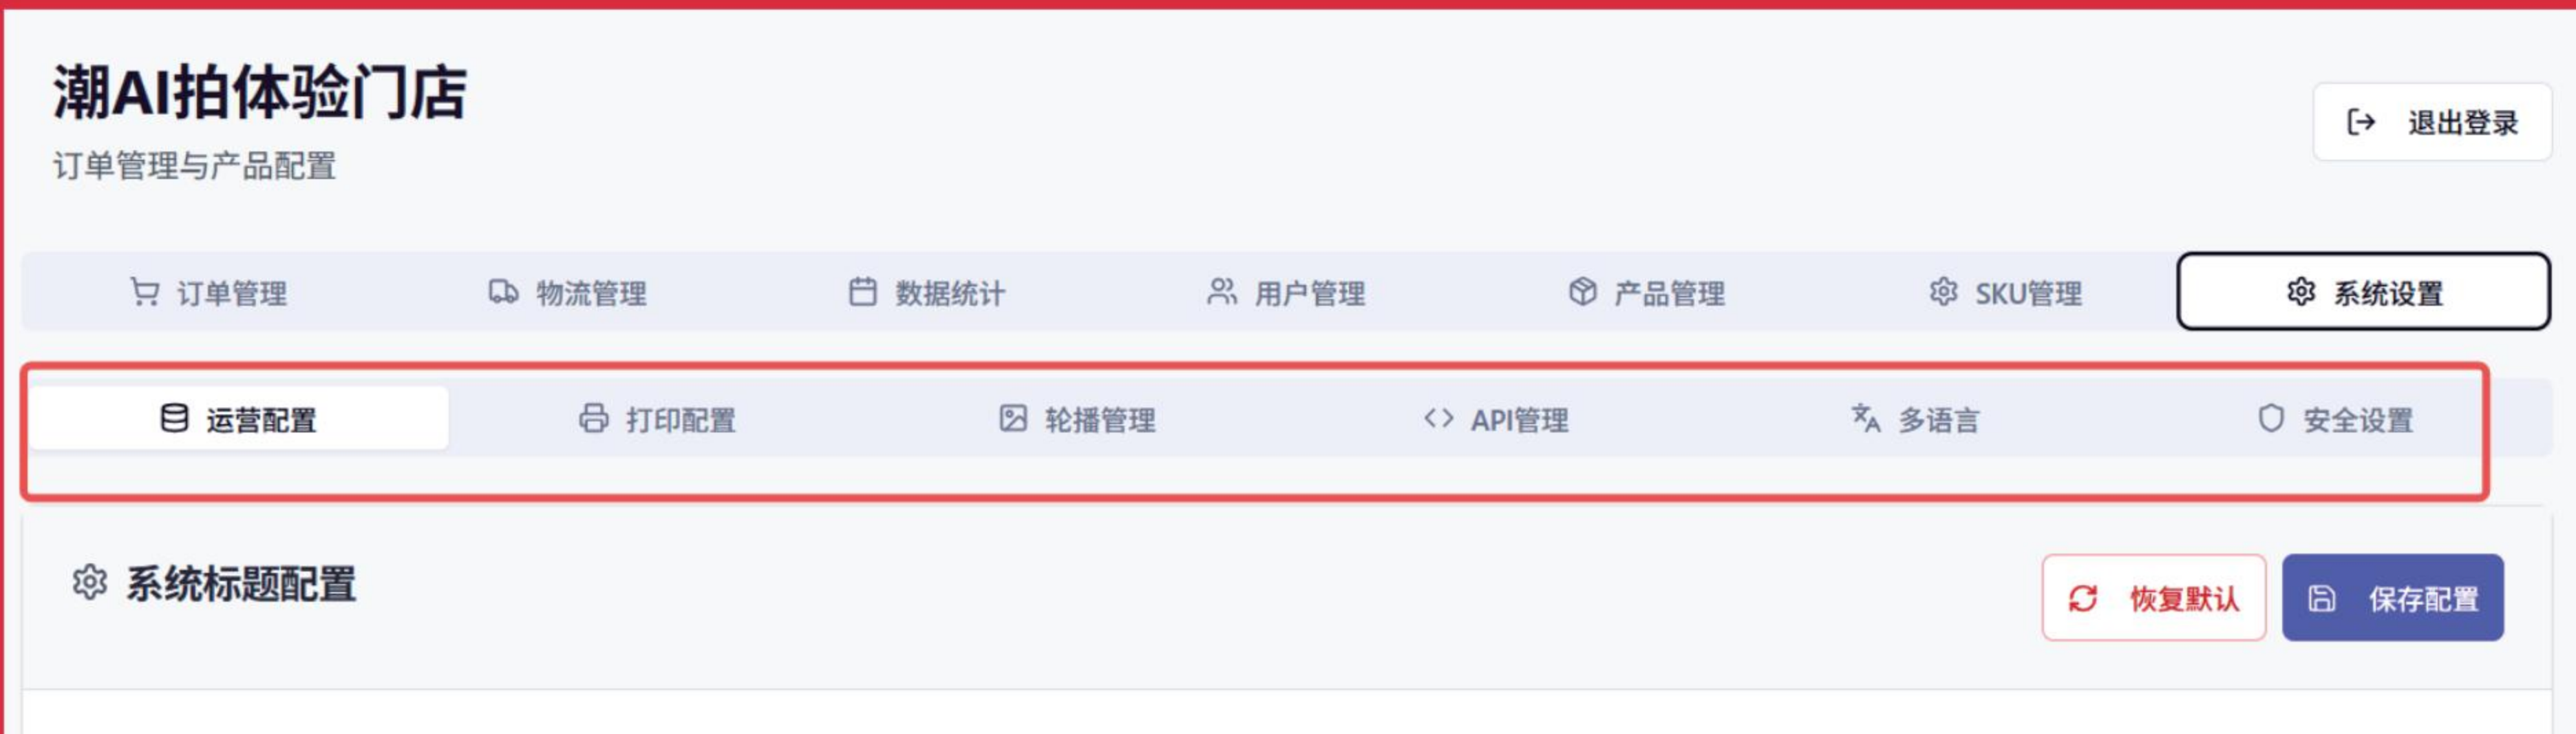 潮AI拍体验门店
退出登录
订单管理与产品配置
订单管理 物流管理 数据统计 用户管理 产品管理 SKU管理 系统设置
运营配置 打印配置 轮播管理 API管理 多语言 安全设置
系统标题配置 恢复默认 保存配置